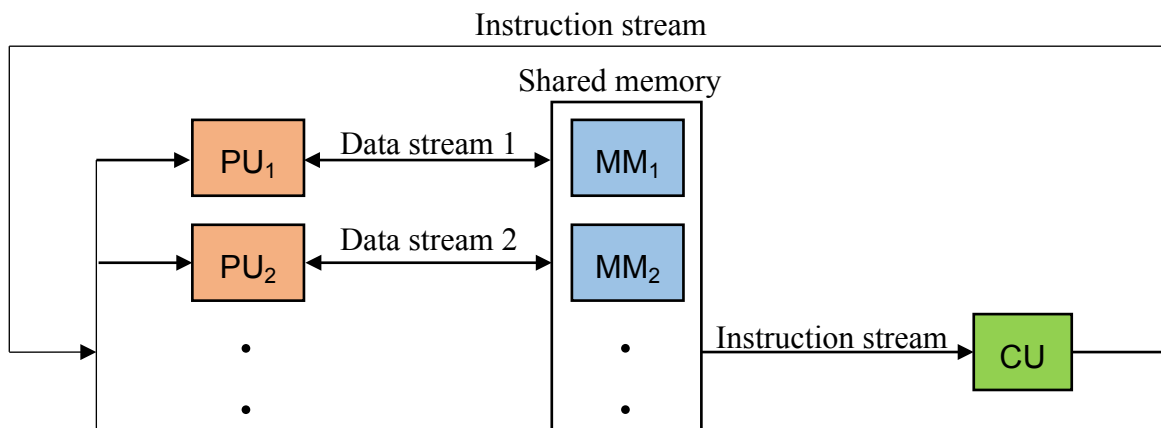 Instruction stream
Shared memory
PU₁
Data stream 1
MM₁
PU₂
Data stream 2
MM₂
Instruction stream
CU